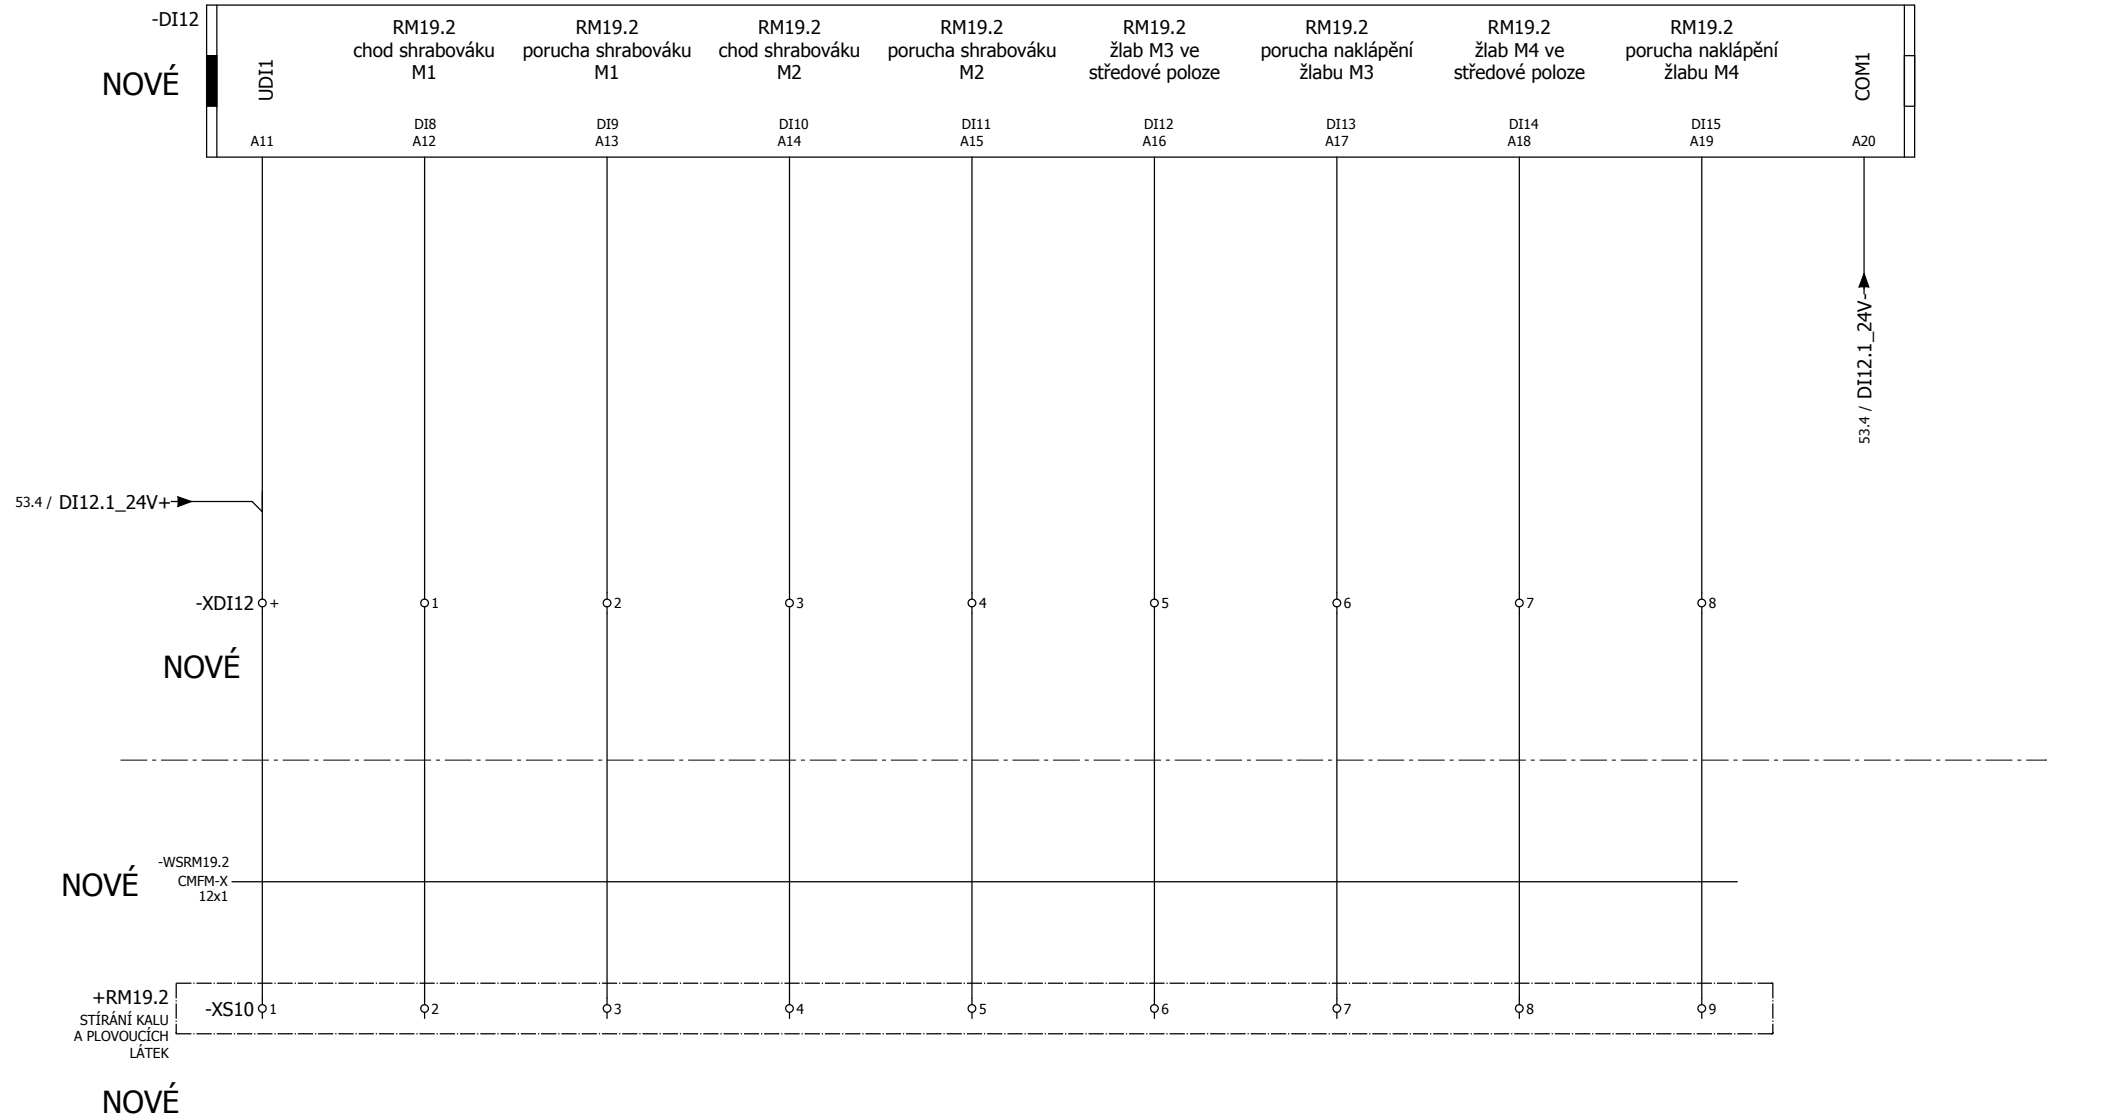 -DI12
NOVÉ
UDI1
A11
RM19.2
chod shrabováku
M1
DI8
A12
RM19.2
porucha shrabováku
M1
DI9
A13
RM19.2
chod shrabováku
M2
DI10
A14
RM19.2
porucha shrabováku
M2
DI11
A15
RM19.2
žlab M3 ve
středové poloze
DI12
A16
RM19.2
porucha naklápění
žlabu M3
DI13
A17
RM19.2
žlab M4 ve
středové poloze
DI14
A18
RM19.2
porucha naklápění
žlabu M4
DI15
A19
COM1
A20
53.4 / DI12.1_24V-
53.4 / DI12.1_24V+
-XDI12 + 1 2 3 4 5 6 7 8
NOVÉ
NOVÉ
-WSRM19.2
CMFM-X
12x1
+RM19.2
STÍRÁNÍ KALU
A PLOVOUCÍCH
LÁTEK
-XS10 1 2 3 4 5 6 7 8 9
NOVÉ